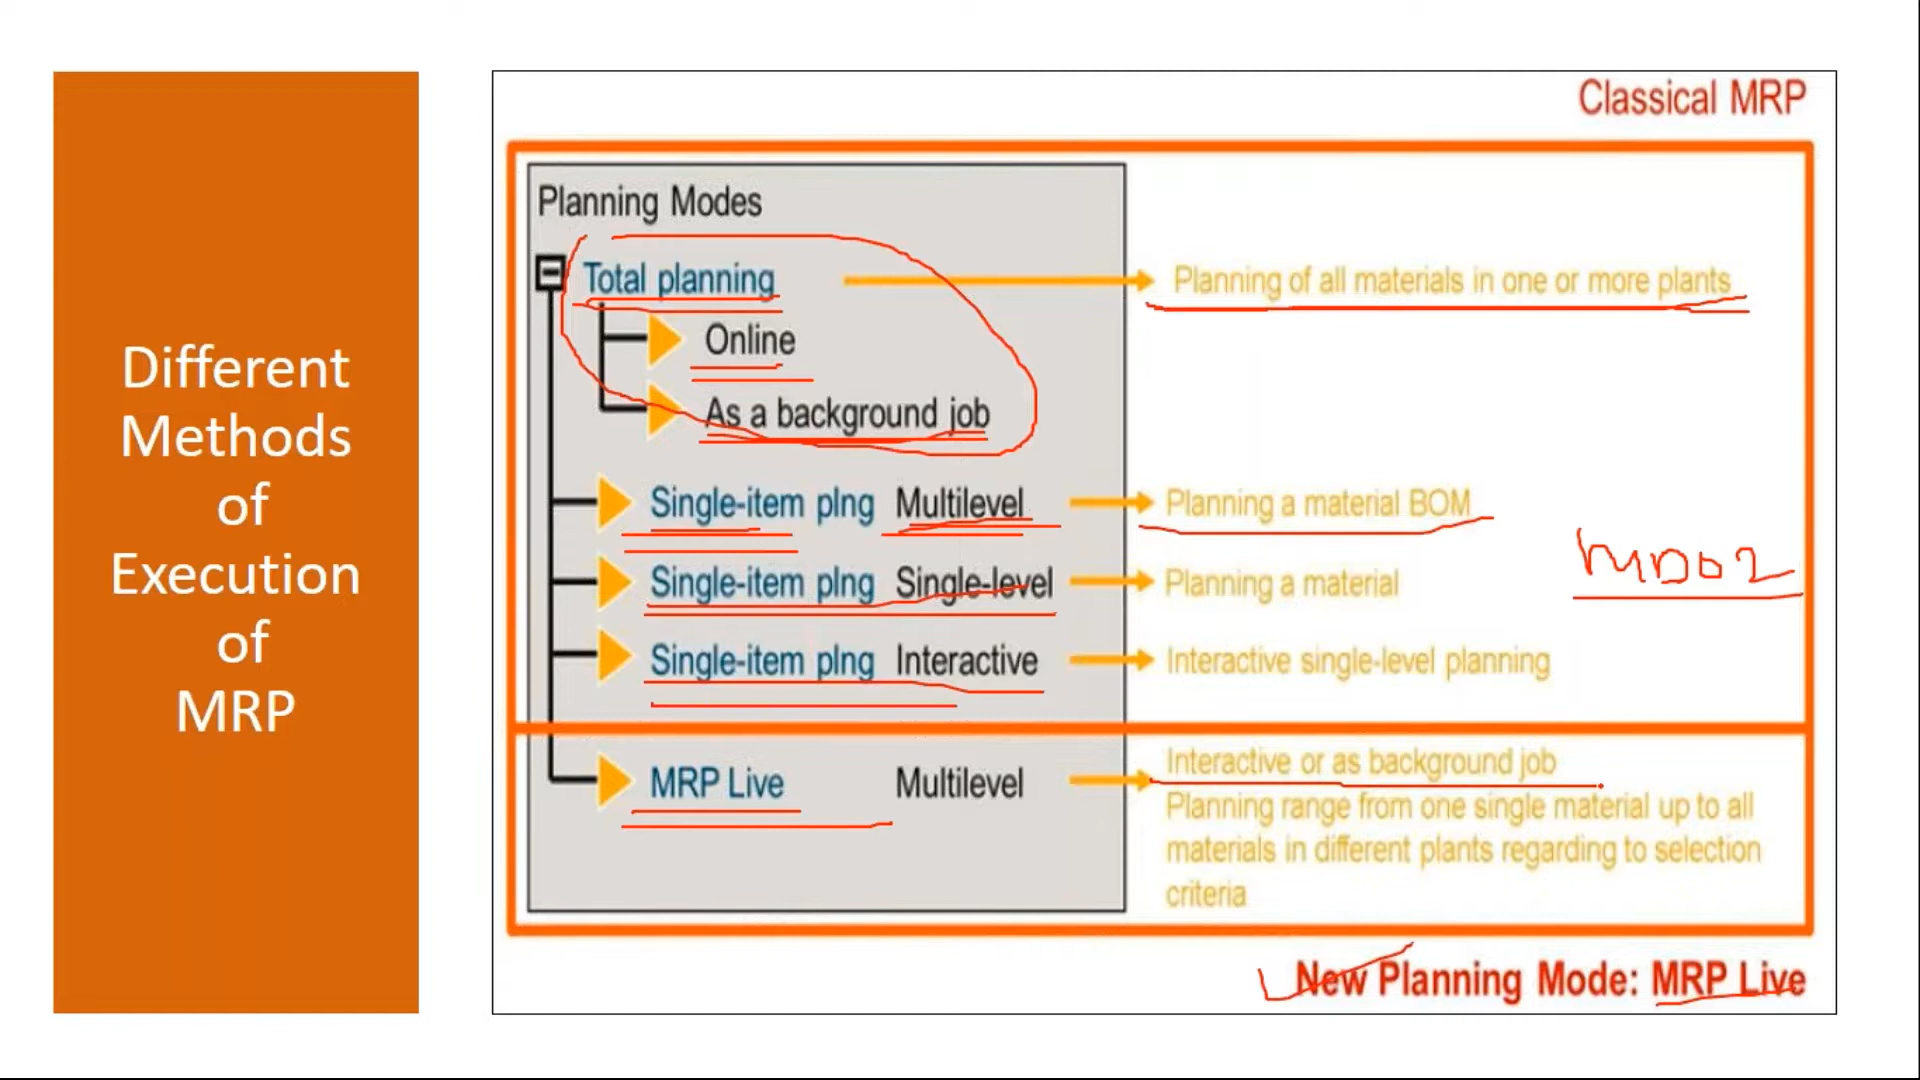 Different
Methods
of
Execution
of
MRP
Classical MRP
Planning Modes
Total planning
Planning of all materials in one or more plants
Online
As a background job
Single-item plng Multilevel
Planning a material BOM
MD02
Single-item plng Single-level
Planning a material
Single-item plng Interactive
Interactive single-level planning
MRP Live Multilevel
Interactive or as background job
Planning range from one single material up to all
materials in different plants regarding to selection
criteria
New Planning Mode: MRP Live